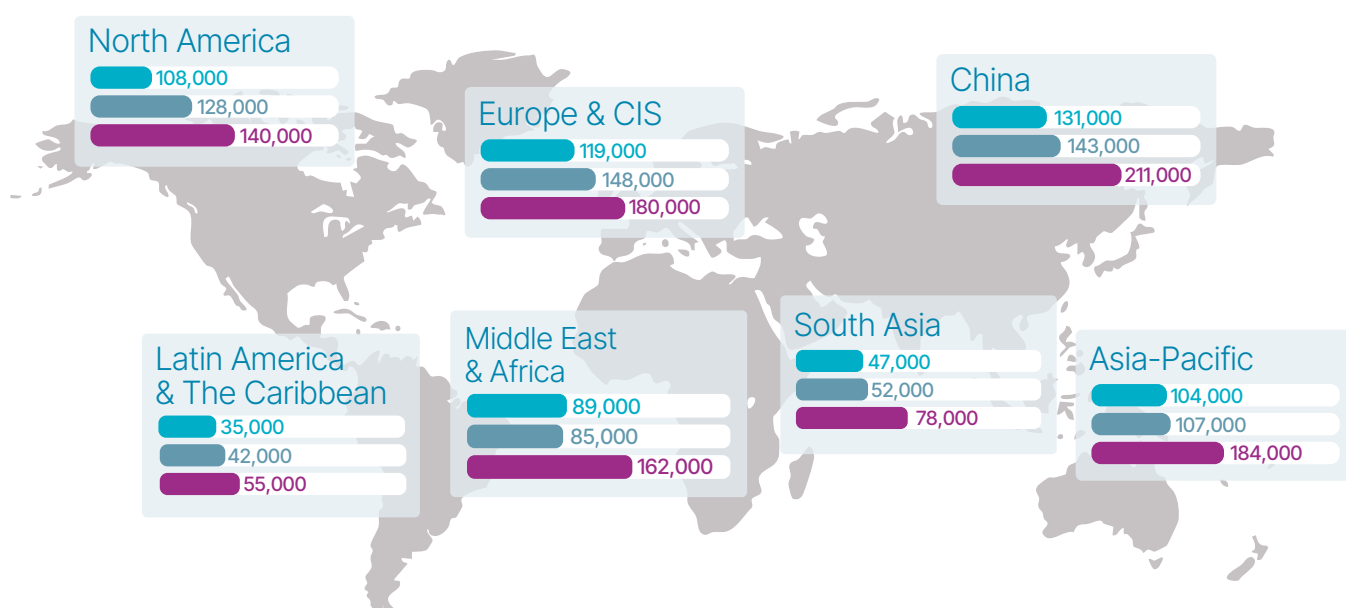 North America
108,000
128,000
140,000
Europe & CIS
119,000
148,000
180,000
China
131,000
143,000
211,000
Latin America
& The Caribbean
35,000
42,000
55,000
Middle East
& Africa
89,000
85,000
162,000
South Asia
47,000
52,000
78,000
Asia-Pacific
104,000
107,000
184,000